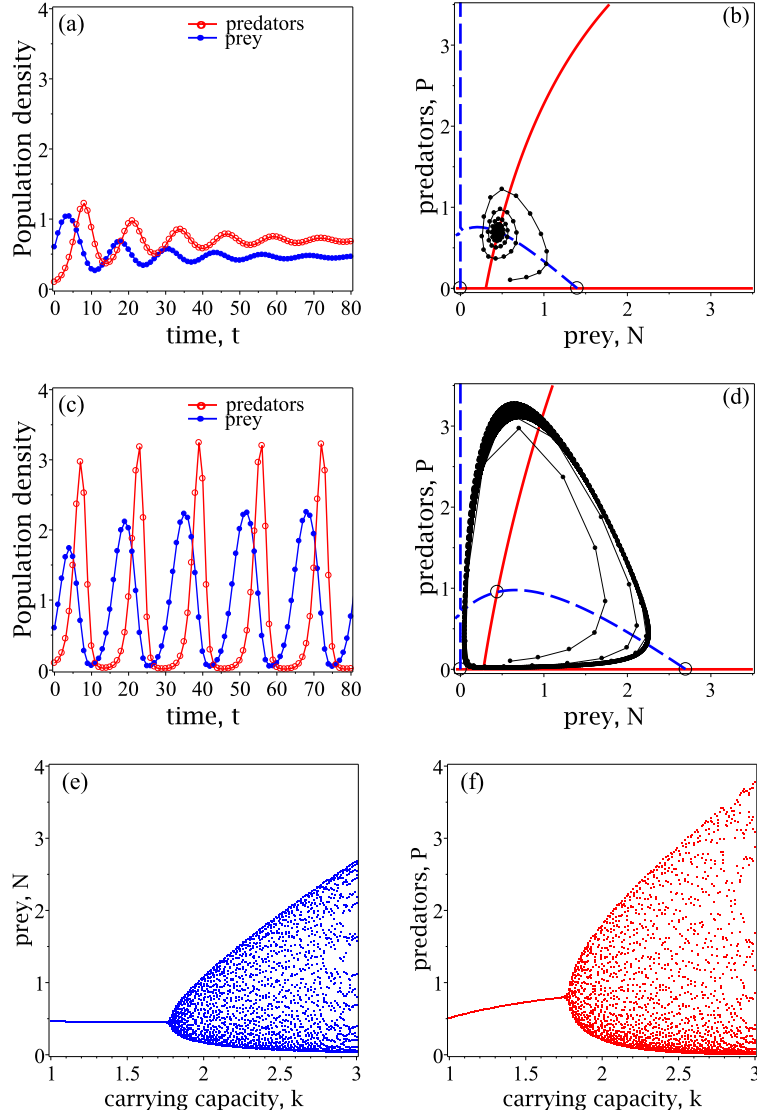 (a)
predators
prey
Population density
4
3
2
1
0
0 10 20 30 40 50 60 70 80
time, t
(b)
predators, P
3
2
1
0
0 1 2 3
prey, N
(c)
predators
prey
Population density
4
3
2
1
0
0 10 20 30 40 50 60 70 80
time, t
(d)
predators, P
3
2
1
0
0 1 2 3
prey, N
(e)
prey, N
4
3
2
1
0
1 1.5 2 2.5 3
carrying capacity, k
(f)
predators, P
4
3
2
1
0
1 1.5 2 2.5 3
carrying capacity, k